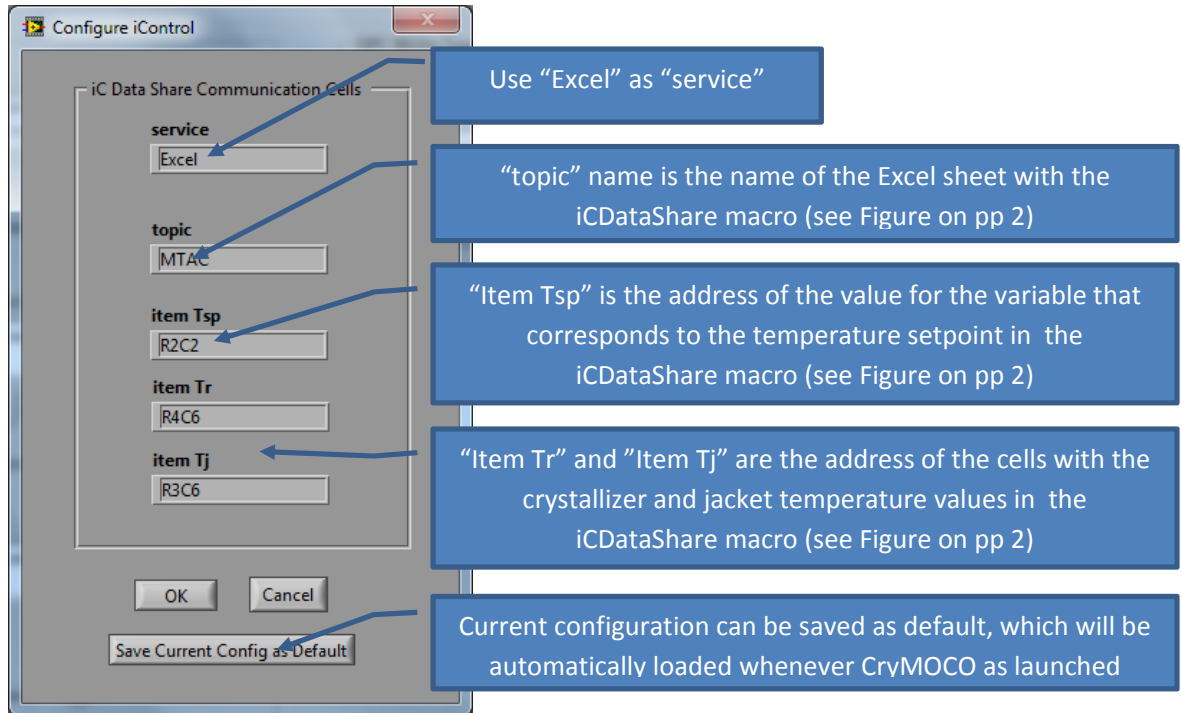 Configure iControl
iC Data Share Communication Cells
service
Excel
topic
MTAC
item Tsp
R2C2
item Tr
R4C6
item Tj
R3C6
OK Cancel
Save Current Config as Default
Use “Excel” as “service”
“topic” name is the name of the Excel sheet with the
iCDataShare macro (see Figure on pp 2)
“Item Tsp” is the address of the value for the variable that
corresponds to the temperature setpoint in the
iCDataShare macro (see Figure on pp 2)
“Item Tr” and ”Item Tj” are the address of the cells with the
crystallizer and jacket temperature values in the
iCDataShare macro (see Figure on pp 2)
Current configuration can be saved as default, which will be
automatically loaded whenever CryMOCO as launched